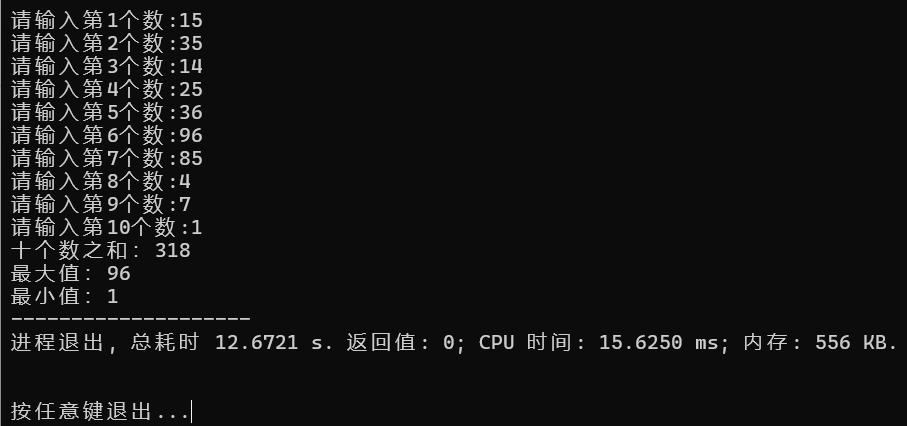 请输入第1个数:15
请输入第2个数:35
请输入第3个数:14
请输入第4个数:25
请输入第5个数:36
请输入第6个数:96
请输入第7个数:85
请输入第8个数:4
请输入第9个数:7
请输入第10个数:1
十个数之和: 318
最大值: 96
最小值: 1
--------------------
进程退出, 总耗时 12.6721 s. 返回值: 0; CPU 时间: 15.6250 ms; 内存: 556 KB.
按任意键退出...